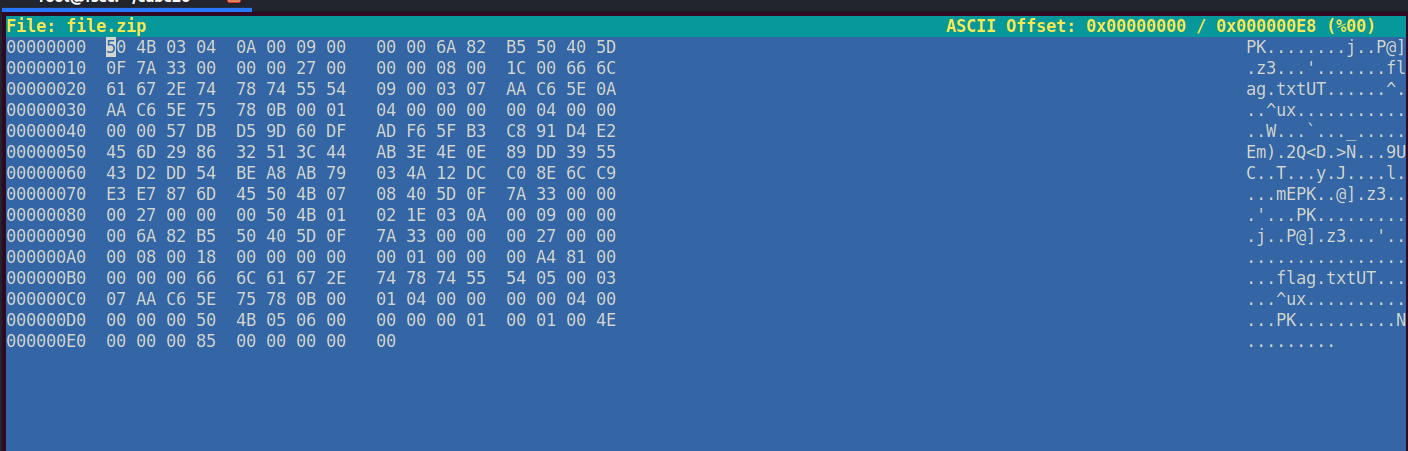 File: file.zip ASCII Offset: 0x00000000 / 0x000000E8 (%00)
00000000 50 4B 03 04 0A 00 09 00 00 00 6A 82 B5 50 40 5D PK........j..P@]
00000010 0F 7A 33 00 00 00 27 00 00 00 08 00 1C 00 66 6C .z3...'.......fl
00000020 61 67 2E 74 78 74 55 54 09 00 03 07 AA C6 5E 0A ag.txtUT......^.
00000030 AA C6 5E 75 78 0B 00 01 04 00 00 00 00 04 00 00 ..^ux...........
00000040 00 00 57 DB D5 9D 60 DF AD F6 5F B3 C8 91 D4 E2 ..W...`..._.....
00000050 45 6D 29 86 32 51 3C 44 AB 3E 4E 0E 89 DD 39 55 Em).2Q<D.>N...9U
00000060 43 D2 DD 54 BE A8 AB 79 03 4A 12 DC C0 8E 6C C9 C..T...y.J....l.
00000070 E3 E7 87 6D 45 50 4B 07 08 40 5D 0F 7A 33 00 00 ...mEPK..@].z3..
00000080 00 27 00 00 00 50 4B 01 02 1E 03 0A 00 09 00 00 .'...PK.........
00000090 00 6A 82 B5 50 40 5D 0F 7A 33 00 00 00 27 00 00 .j..P@].z3...'..
000000A0 00 08 00 18 00 00 00 00 00 01 00 00 00 A4 81 00 ................
000000B0 00 00 00 66 6C 61 67 2E 74 78 74 55 54 05 00 03 ...flag.txtUT...
000000C0 07 AA C6 5E 75 78 0B 00 01 04 00 00 00 00 04 00 ...^ux..........
000000D0 00 00 00 50 4B 05 06 00 00 00 00 01 00 01 00 4E ...PK..........N
000000E0 00 00 00 85 00 00 00 00 00 .........